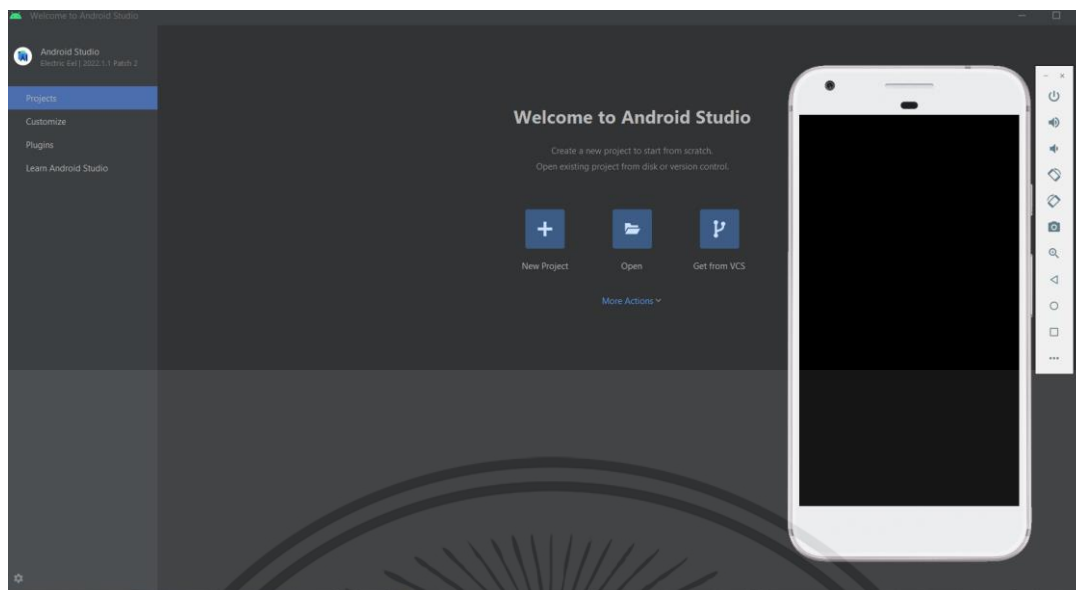 Welcome to Android Studio
Android Studio
Electric Eel | 2022.1.1 Patch 2
Projects
Customize
Plugins
Learn Android Studio
Welcome to Android Studio
Create a new project to start from scratch.
Open existing project from disk or version control.
New Project
Open
Get from VCS
More Actions